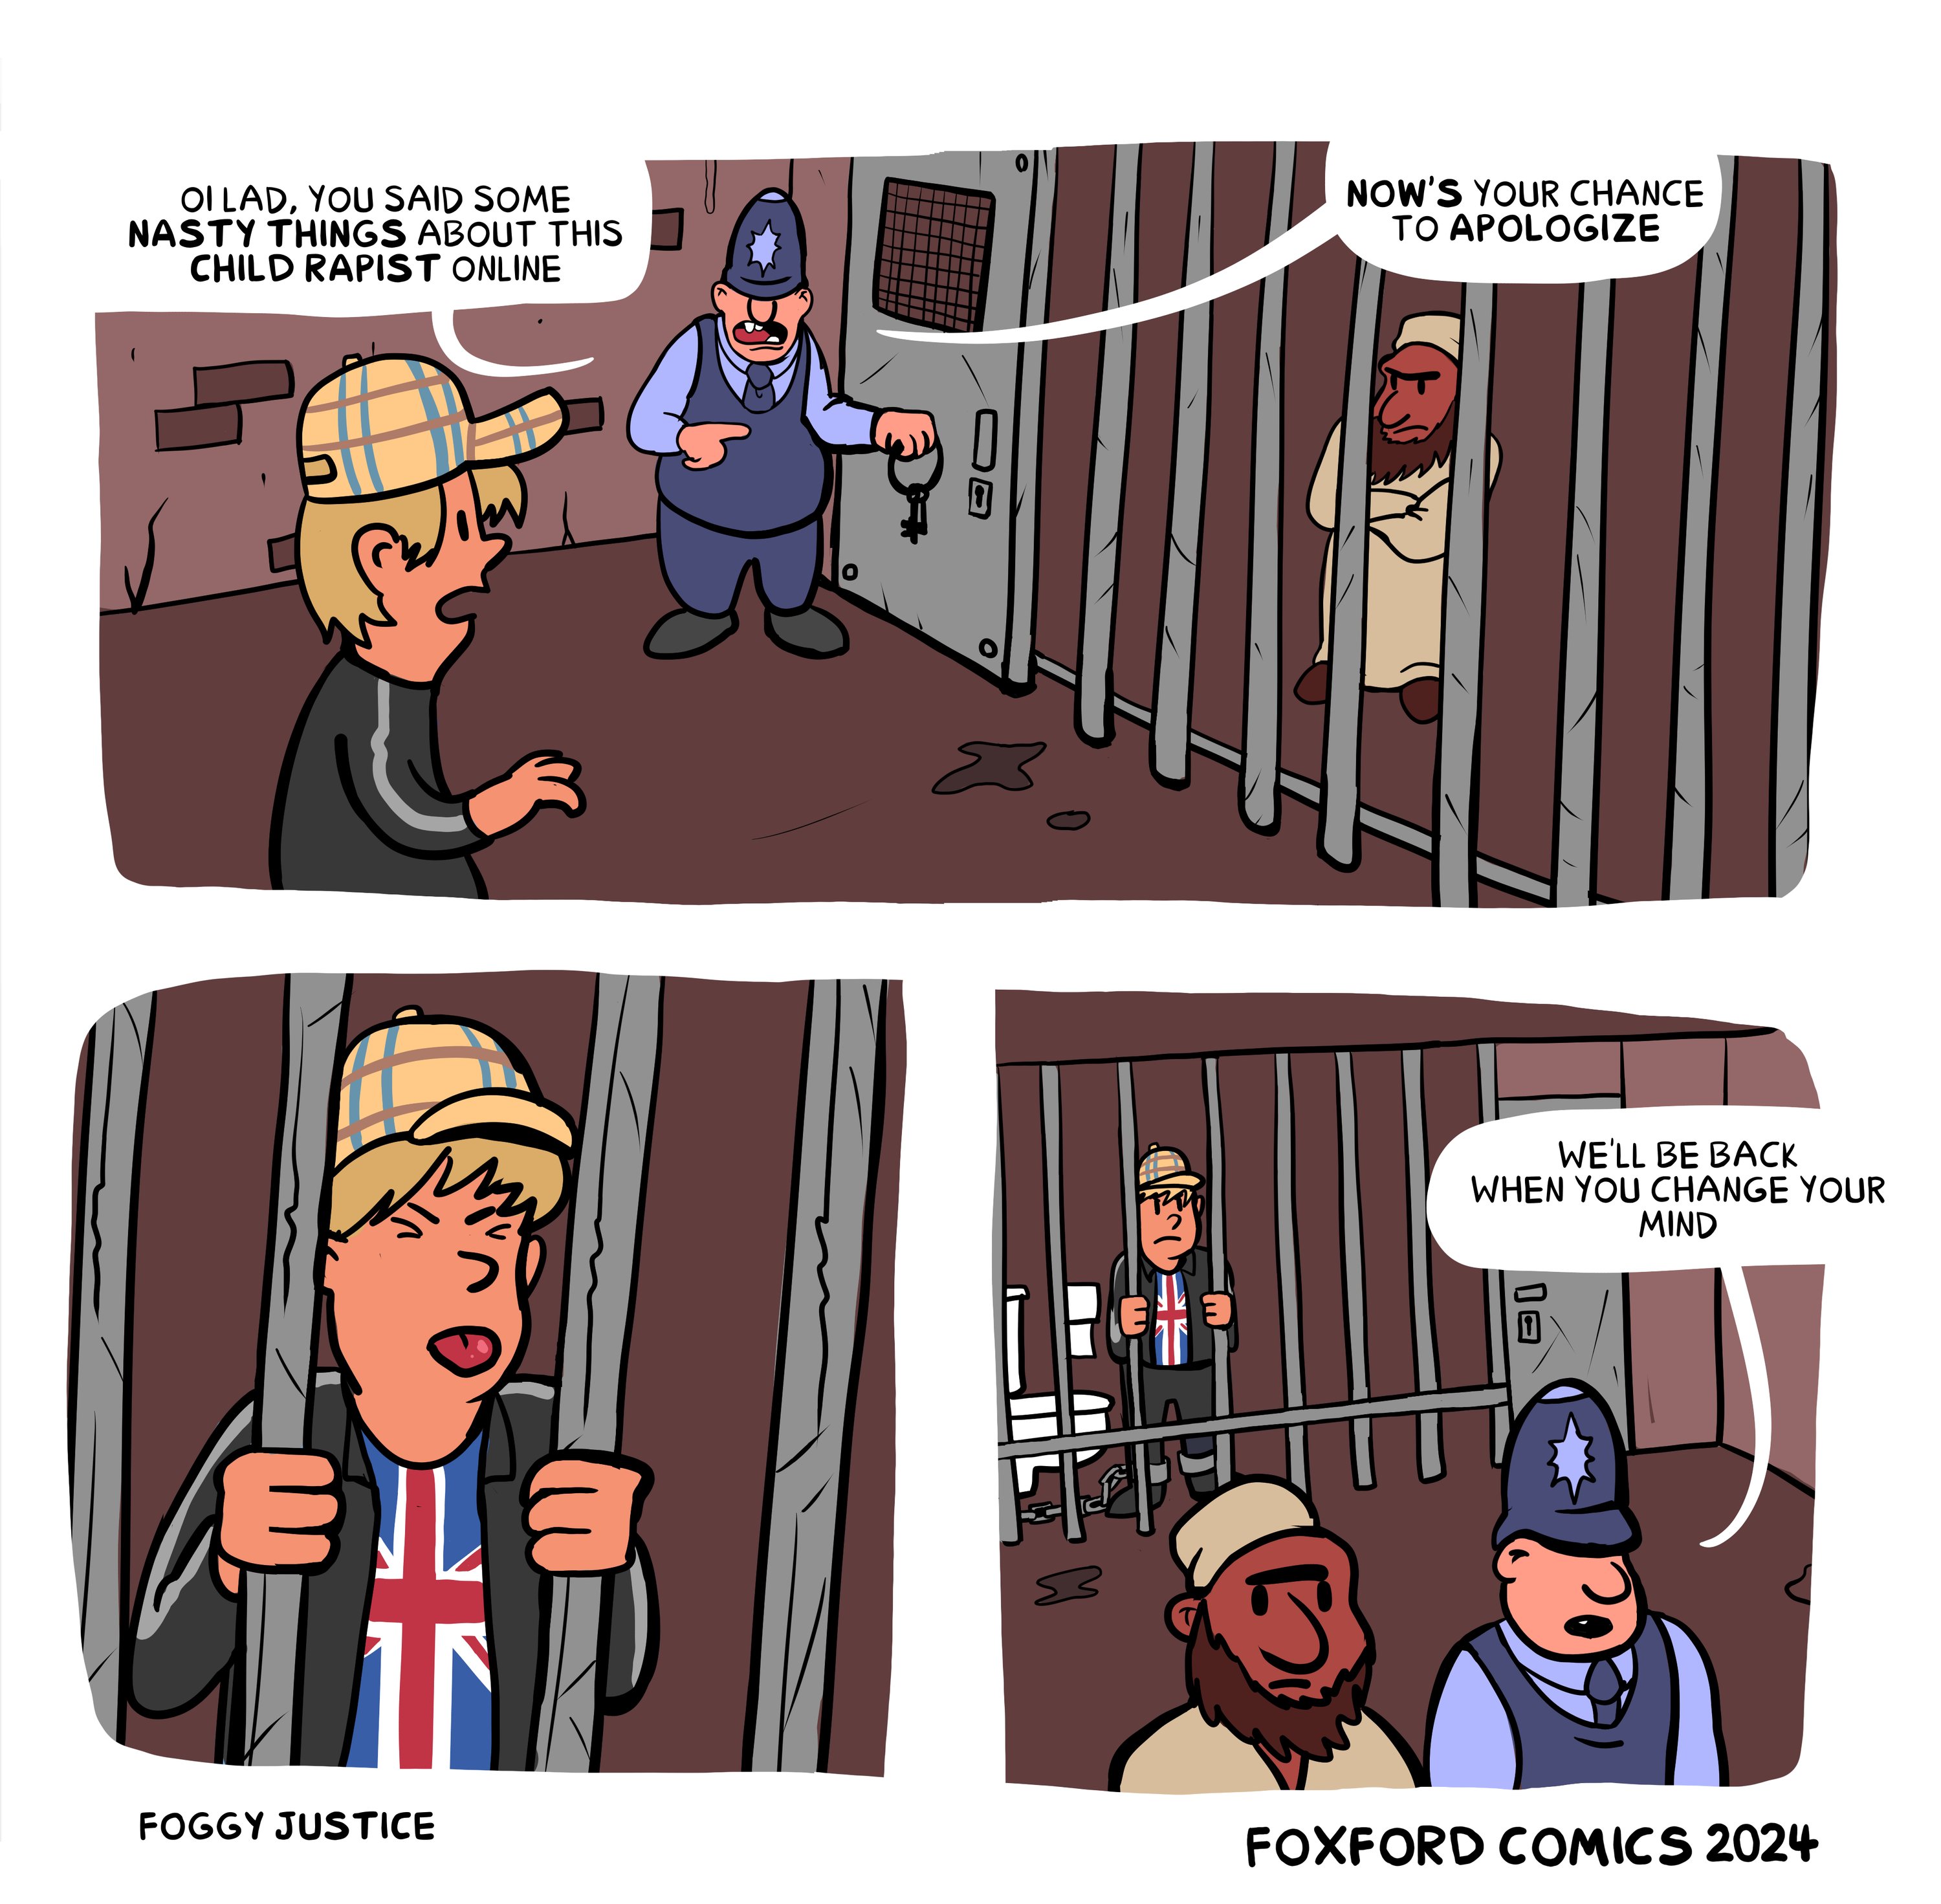 OI LAD, YOU SAID SOME
NASTY THINGS ABOUT THIS
CHILD RAPIST ONLINE
NOW'S YOUR CHANCE
TO APOLOGIZE
WE'LL BE BACK
WHEN YOU CHANGE YOUR
MIND
FOGGY JUSTICE
FOXFORD COMICS 2024